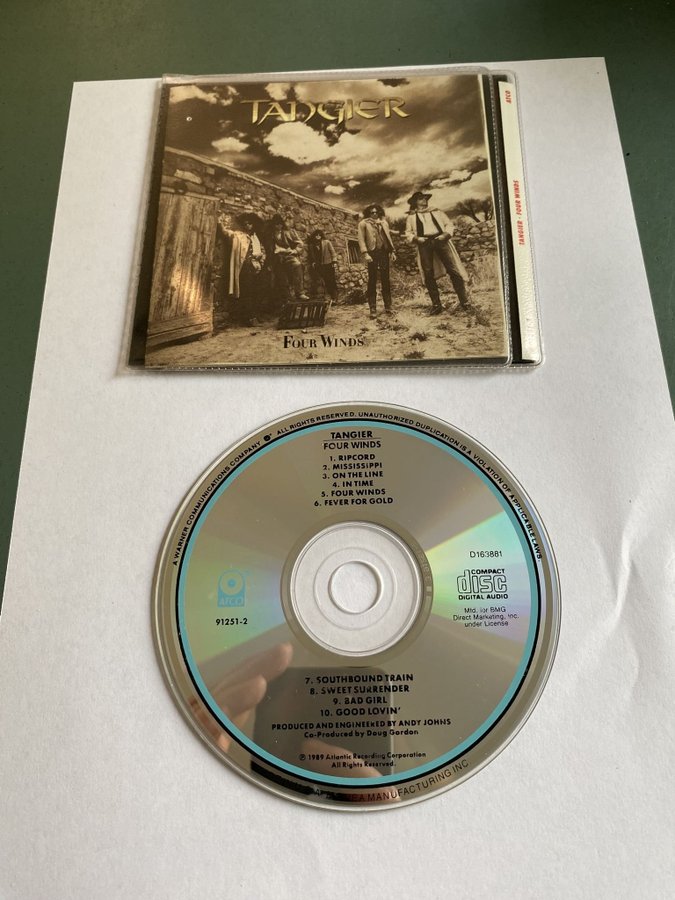 TANGIER
FOUR WINDS
TANGIER · FOUR WINDS
ATCO
A WARNER COMMUNICATIONS COMPANY ALL RIGHTS RESERVED. UNAUTHORIZED DUPLICATION IS A VIOLATION OF APPLICABLE LAWS.
TANGIER
FOUR WINDS
1. RIPCORD
2. MISSISSIPPI
3. ON THE LINE
4. IN TIME
5. FOUR WINDS
6. FEVER FOR GOLD
D163881
COMPACT
disc
DIGITAL AUDIO
Mfd. for BMG
Direct Marketing, Inc.
under License
ATCO
91251-2
7. SOUTHBOUND TRAIN
8. SWEET SURRENDER
9. BAD GIRL
10. GOOD LOVIN'
PRODUCED AND ENGINEERED BY ANDY JOHNS
Co-Produced by Doug Gordon
℗ 1989 Atlantic Recording Corporation
All Rights Reserved.
MANUFACTURING INC